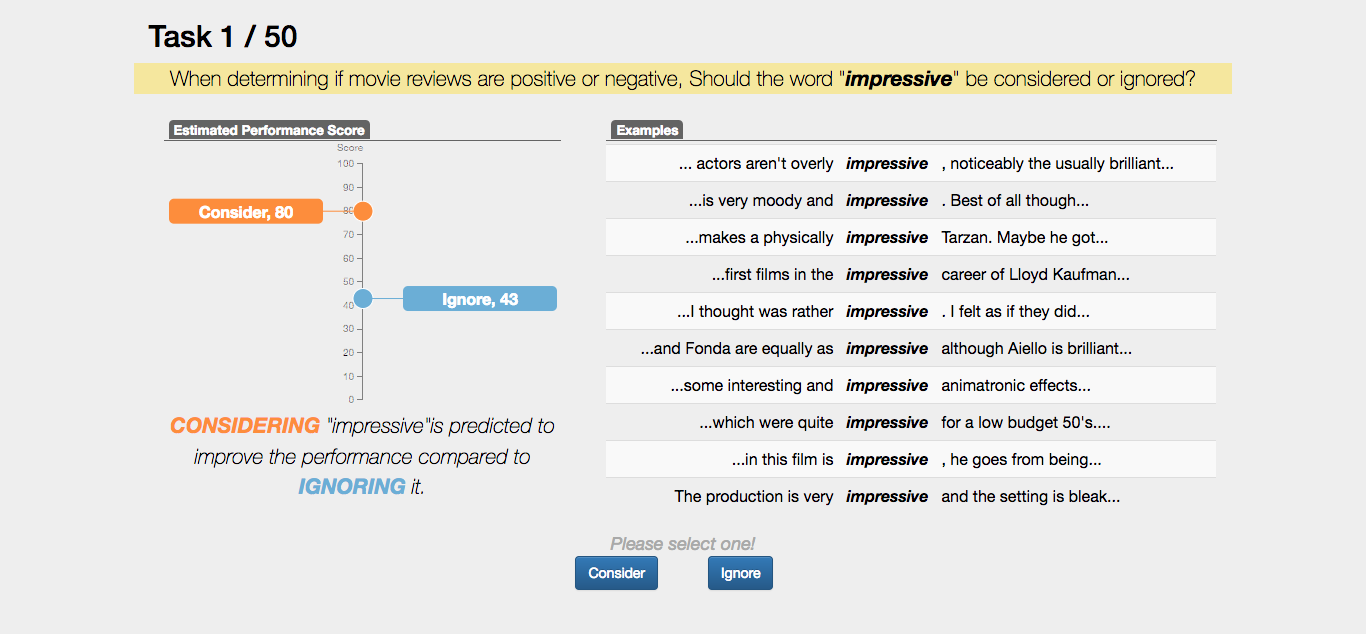 Task 1 / 50
When determining if movie reviews are positive or negative, Should the word "impressive" be considered or ignored?
Estimated Performance Score
Score
100
90
80
70
60
50
40
30
20
10
0
Consider, 80
Ignore, 43
CONSIDERING "impressive"is predicted to
improve the performance compared to
IGNORING it.
Examples
... actors aren't overly impressive , noticeably the usually brilliant...
...is very moody and impressive . Best of all though...
...makes a physically impressive Tarzan. Maybe he got...
...first films in the impressive career of Lloyd Kaufman...
...I thought was rather impressive . I felt as if they did...
...and Fonda are equally as impressive although Aiello is brilliant...
...some interesting and impressive animatronic effects...
...which were quite impressive for a low budget 50's....
...in this film is impressive , he goes from being...
The production is very impressive and the setting is bleak...
Please select one!
Consider
Ignore